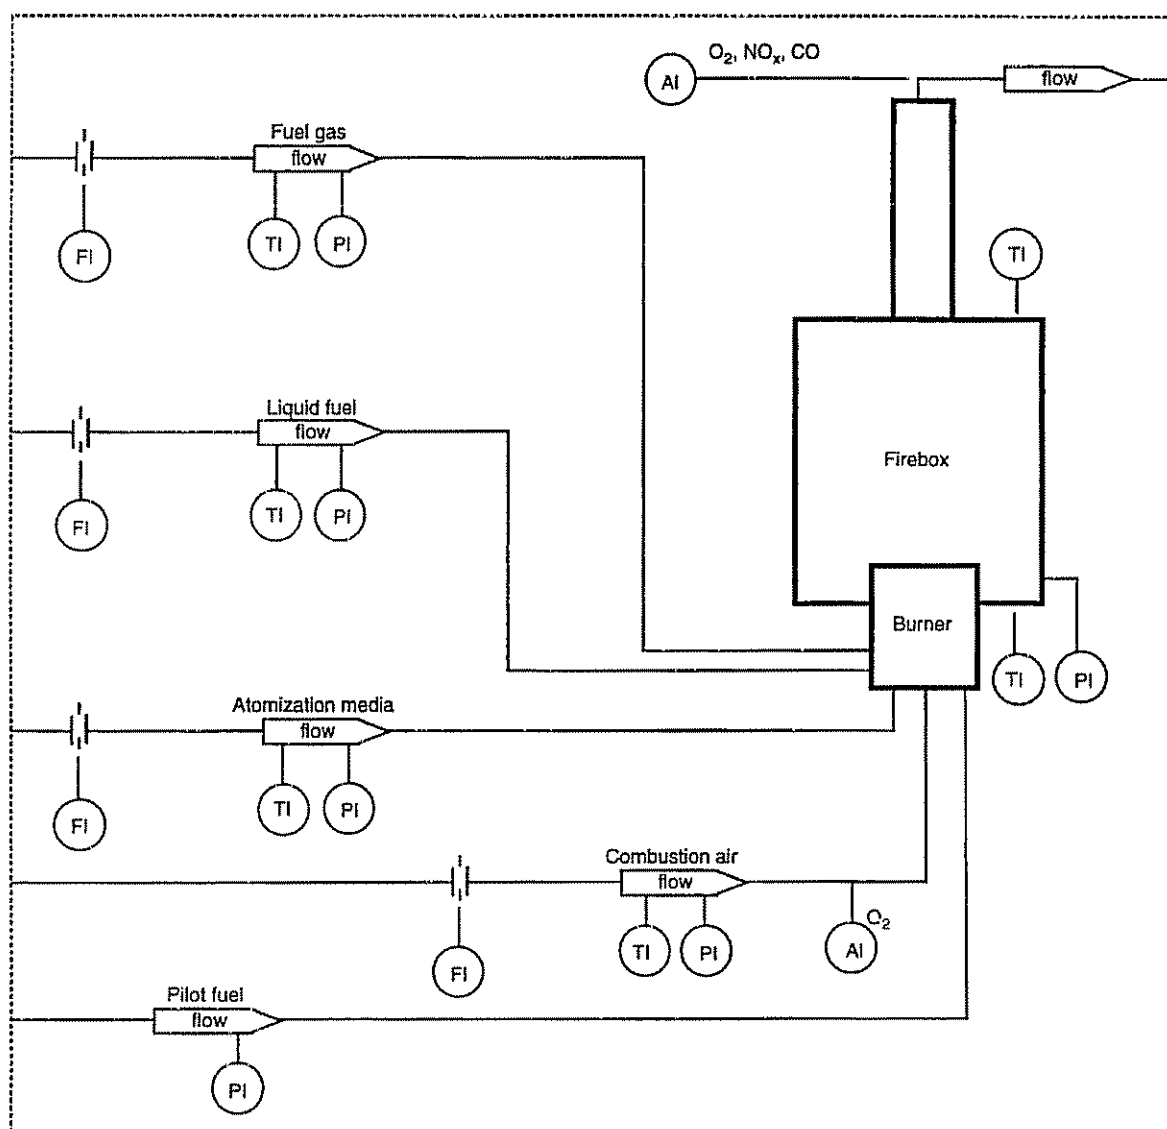 O₂, NOₓ, CO
AI
flow
Fuel gas
flow
FI
TI
PI
TI
Liquid fuel
flow
Firebox
FI
TI
PI
Burner
TI
PI
Atomization media
flow
FI
TI
PI
Combustion air
flow
O₂
FI
TI
PI
AI
Pilot fuel
flow
PI